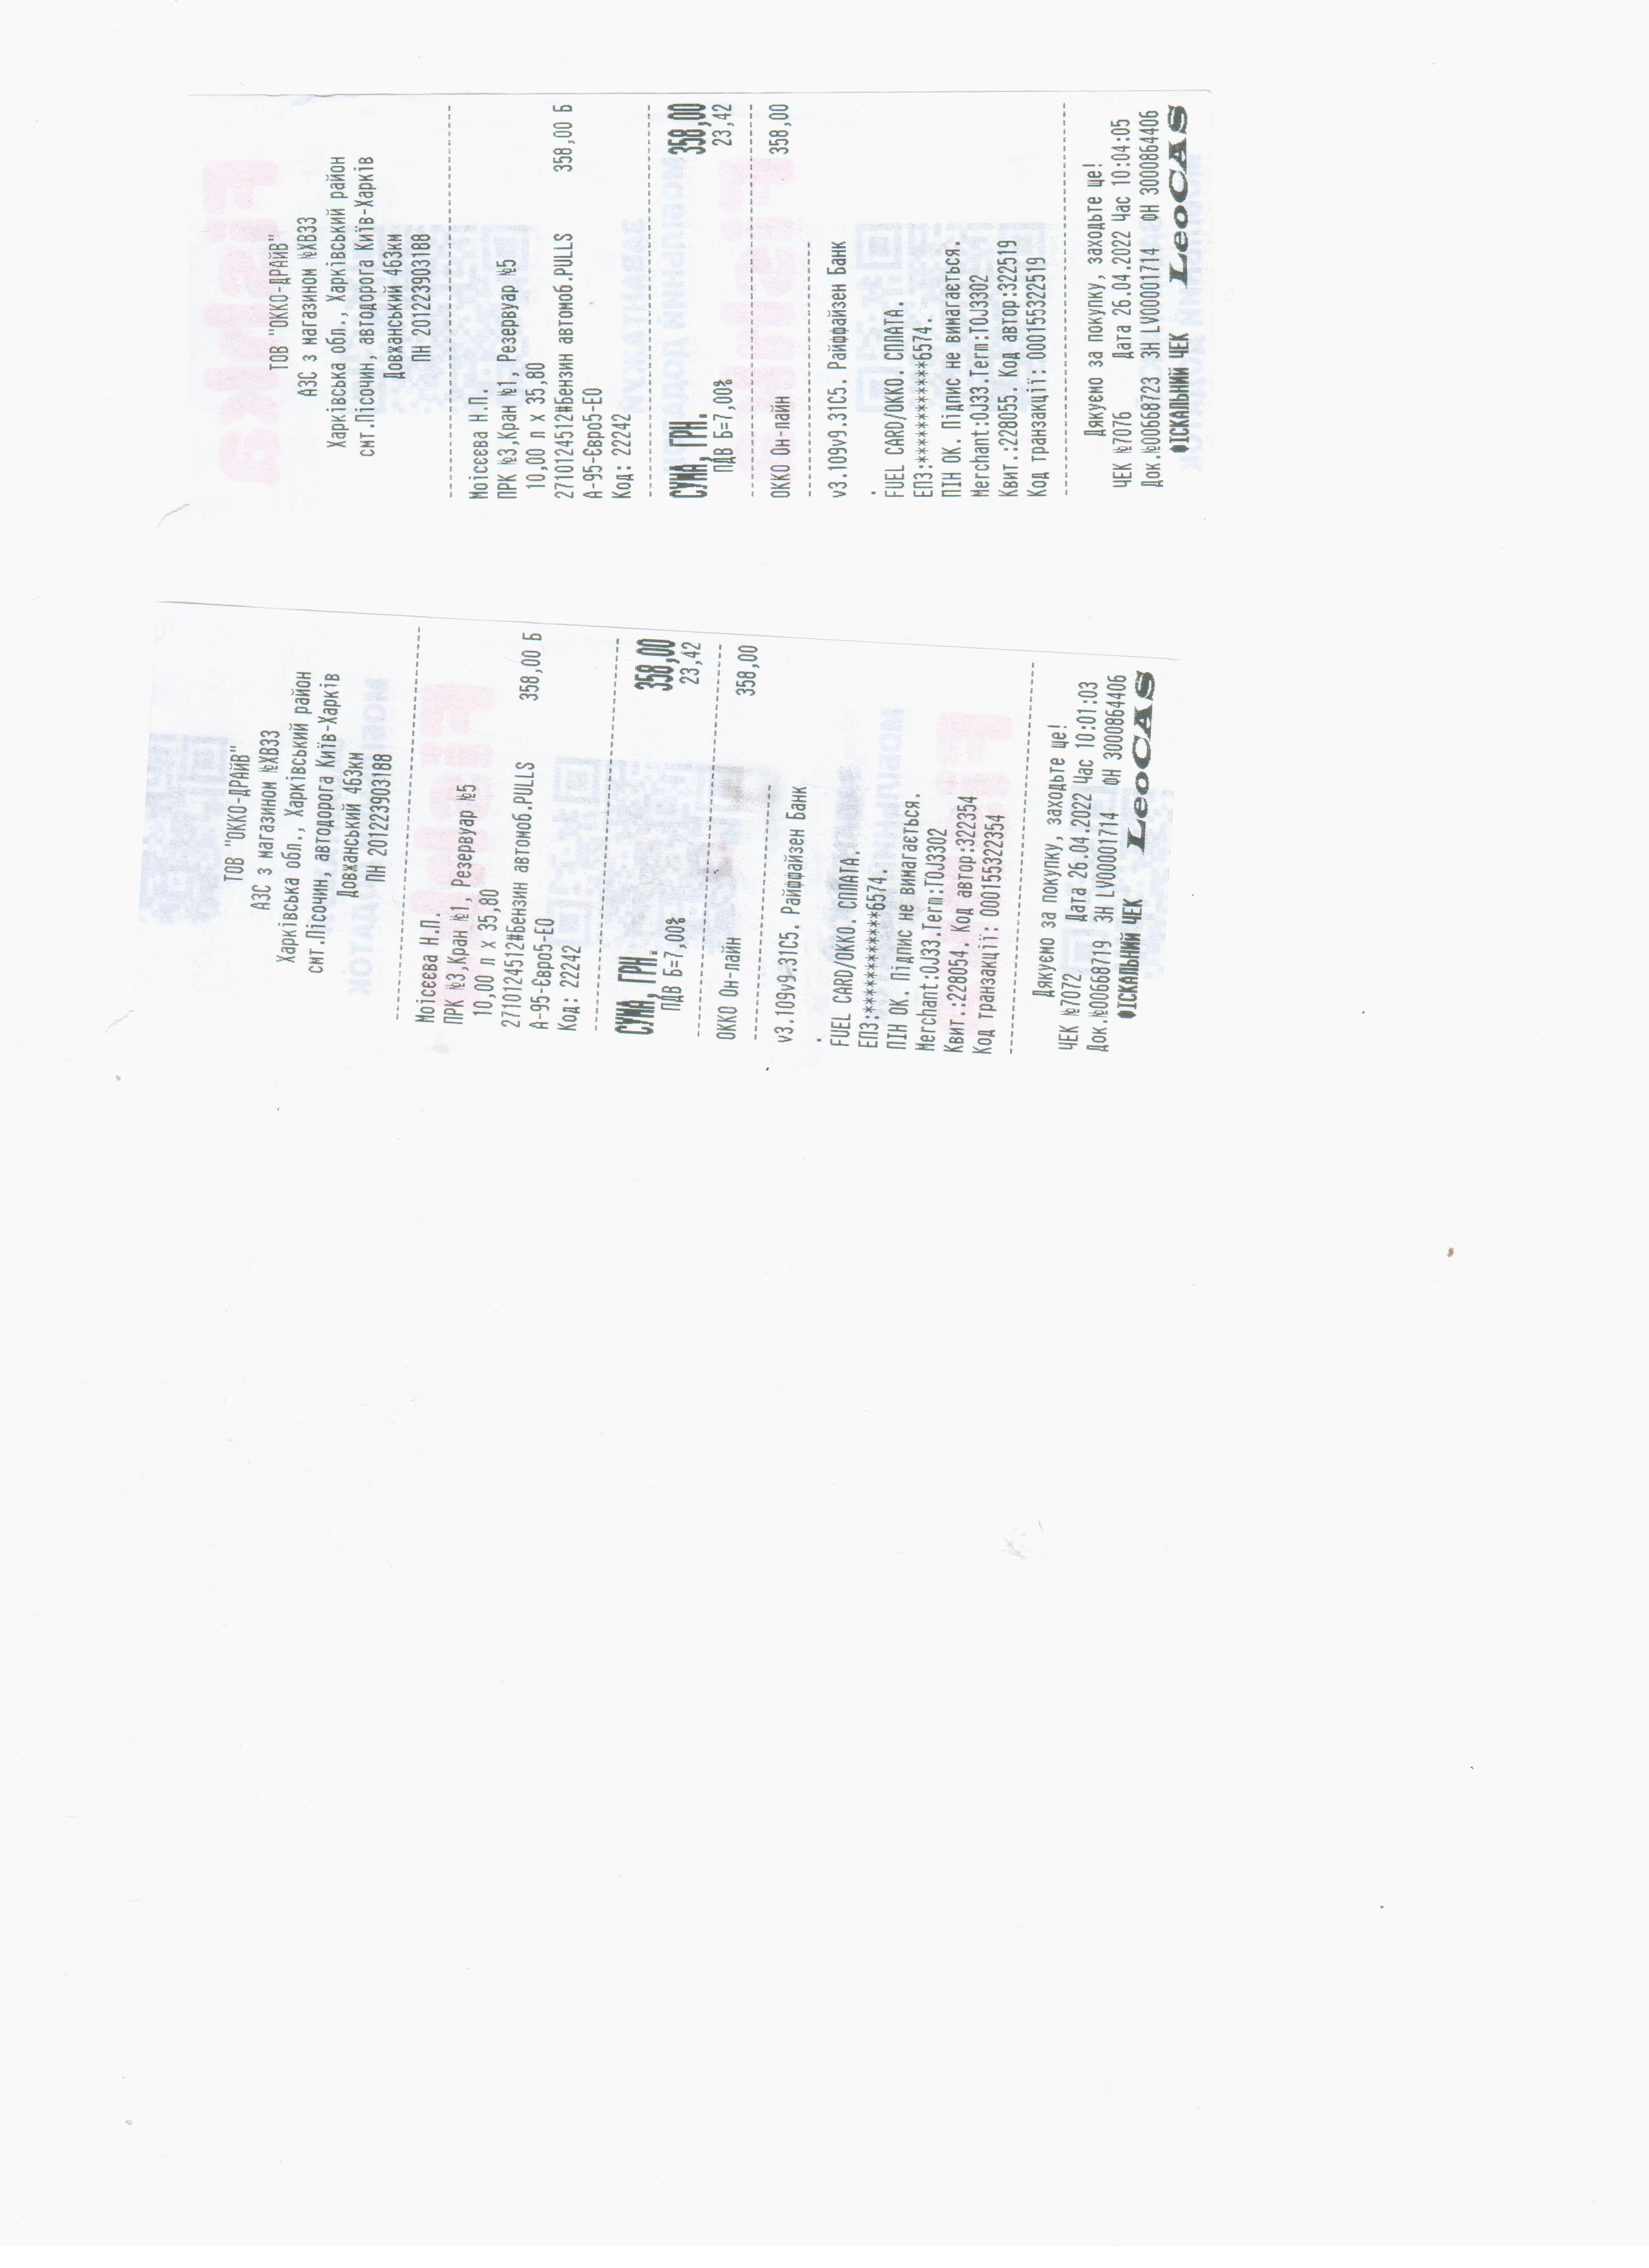 ТОВ "ОККО-ДРАЙВ"
АЗС з магазином №ХВ33
Харківська обл., Харківський район
смт.Пісочин, автодорога Київ-Харків
Довжанський 463км
ПН 201223903188
Моісєєва Н.П.
ПРК №3,Кран №1, Резервуар №5
10,00 л х 35,80
2710124512#Бензин автомоб.PULLS 358,00 Б
А-95-Євро5-Е0
Код: 22242
СУМА, ГРН. 358,00
ПДВ Б=7,00% 23,42
ОККО Он-лайн 358,00
v3.109v9.31C5. Райффайзен Банк
.
FUEL CARD/ОККО. СПЛАТА.
ЕПЗ:************6574.
ПІН ОК. Підпис не вимагається.
Merchant:OJ33.Term:TOJ3302
Квит.:228055. Код автор:322519
Код транзакції: 000155322519
Дякуємо за покупку, заходьте ще!
ЧЕК №7076 Дата 26.04.2022 Час 10:04:05
Док.№00668723 ЗН LV00001714 ФН 3000864406
ФІСКАЛЬНИЙ ЧЕК LeoCAS
ТОВ "ОККО-ДРАЙВ"
АЗС з магазином №ХВ33
Харківська обл., Харківський район
смт.Пісочин, автодорога Київ-Харків
Довжанський 463км
ПН 201223903188
Моісєєва Н.П.
ПРК №3,Кран №1, Резервуар №5
10,00 л х 35,80
2710124512#Бензин автомоб.PULLS 358,00 Б
А-95-Євро5-Е0
Код: 22242
СУМА, ГРН. 358,00
ПДВ Б=7,00% 23,42
ОККО Он-лайн 358,00
v3.109v9.31C5. Райффайзен Банк
.
FUEL CARD/ОККО. СПЛАТА.
ЕПЗ:************6574.
ПІН ОК. Підпис не вимагається.
Merchant:OJ33.Term:TOJ3302
Квит.:228054. Код автор:322354
Код транзакції: 000155322354
Дякуємо за покупку, заходьте ще!
ЧЕК №7072 Дата 26.04.2022 Час 10:01:03
Док.№00668719 ЗН LV00001714 ФН 3000864406
ФІСКАЛЬНИЙ ЧЕК LeoCAS